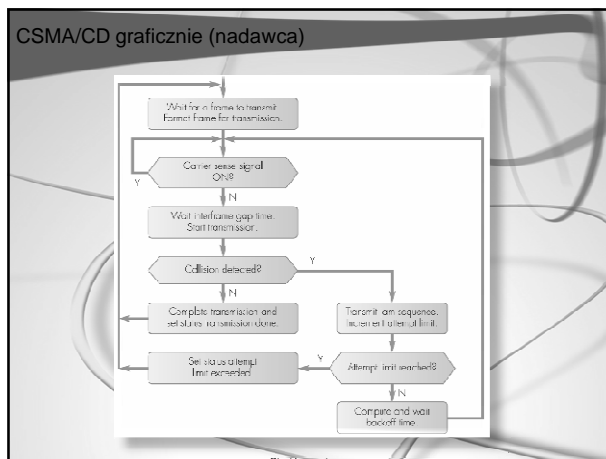 CSMA/CD graficznie (nadawca)
Wait for a frame to transmit.
Format frame for transmission.
Carrier sense signal
ON?
Y
N
Wait interframe gap time.
Start transmission.
Collision detected?
Y
N
Complete transmission and
set status transmission done.
Transmit jam sequence.
Increment attempt limit.
Set status attempt
limit exceeded
Y
Attempt limit reached?
N
Compute and wait
backoff time